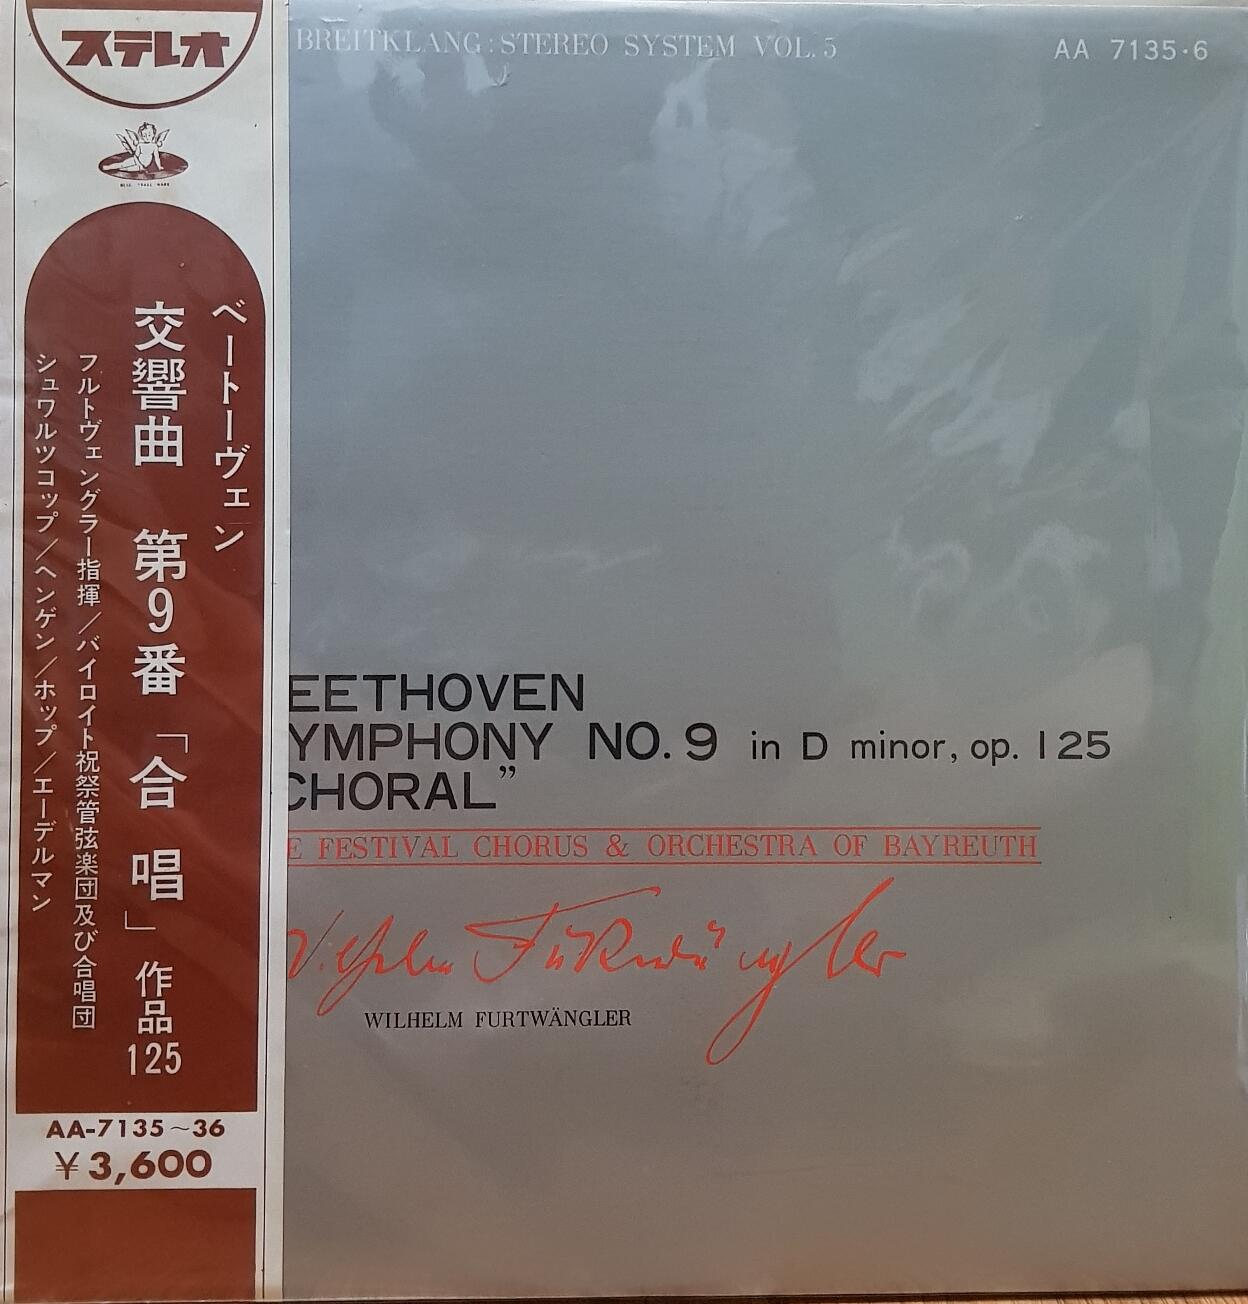 ステレオ
ベートーヴェン
交響曲 第9番「合唱」作品125
フルトヴェングラー指揮／バイロイト祝祭管弦楽団及び合唱団
シュワルツコップ／ヘンゲン／ホップ／エーデルマン
AA-7135~36
￥3,600
BREITKLANG:STEREO SYSTEM VOL.5
AA 7135·6
EETHOVEN
YMPHONY NO.9 in D minor, op. 125
CHORAL”
E FESTIVAL CHORUS & ORCHESTRA OF BAYREUTH
Wilhelm Furtwängler
WILHELM FURTWÄNGLER